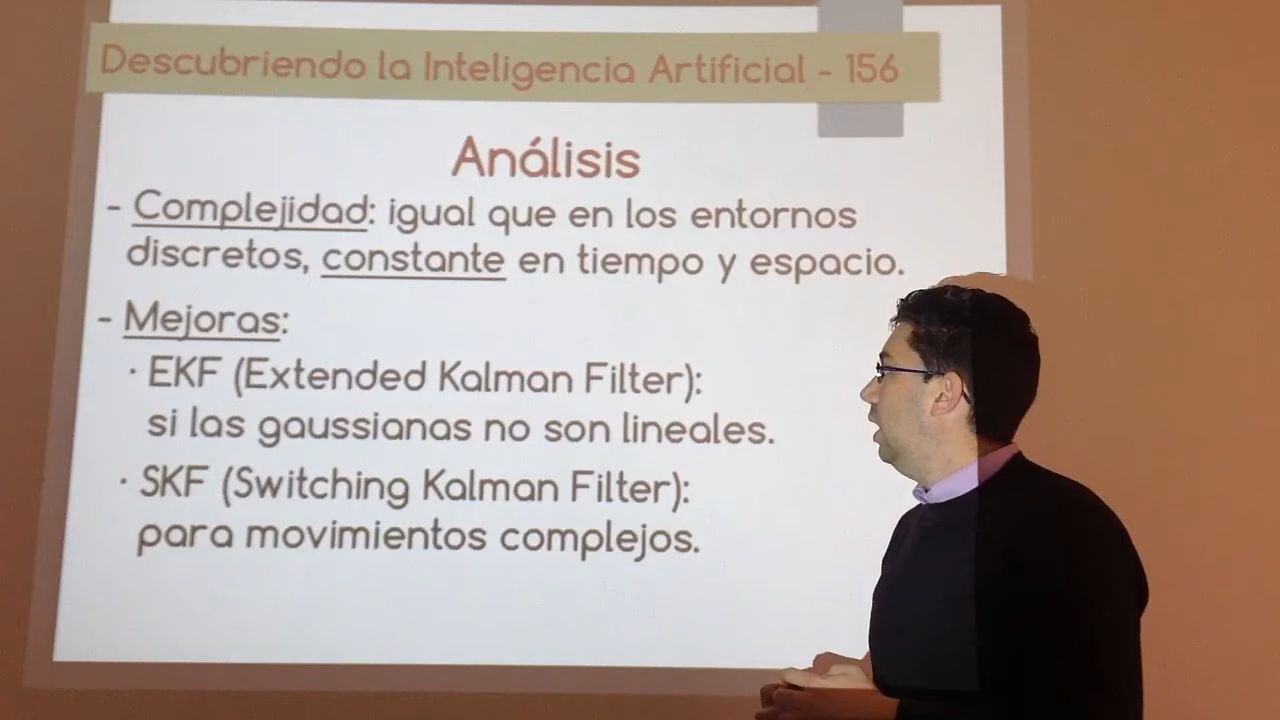 Descubriendo la Inteligencia Artificial - 156
Análisis
- Complejidad: igual que en los entornos
discretos, constante en tiempo y espacio.
- Mejoras:
· EKF (Extended Kalman Filter):
si las gaussianas no son lineales.
· SKF (Switching Kalman Filter):
para movimientos complejos.